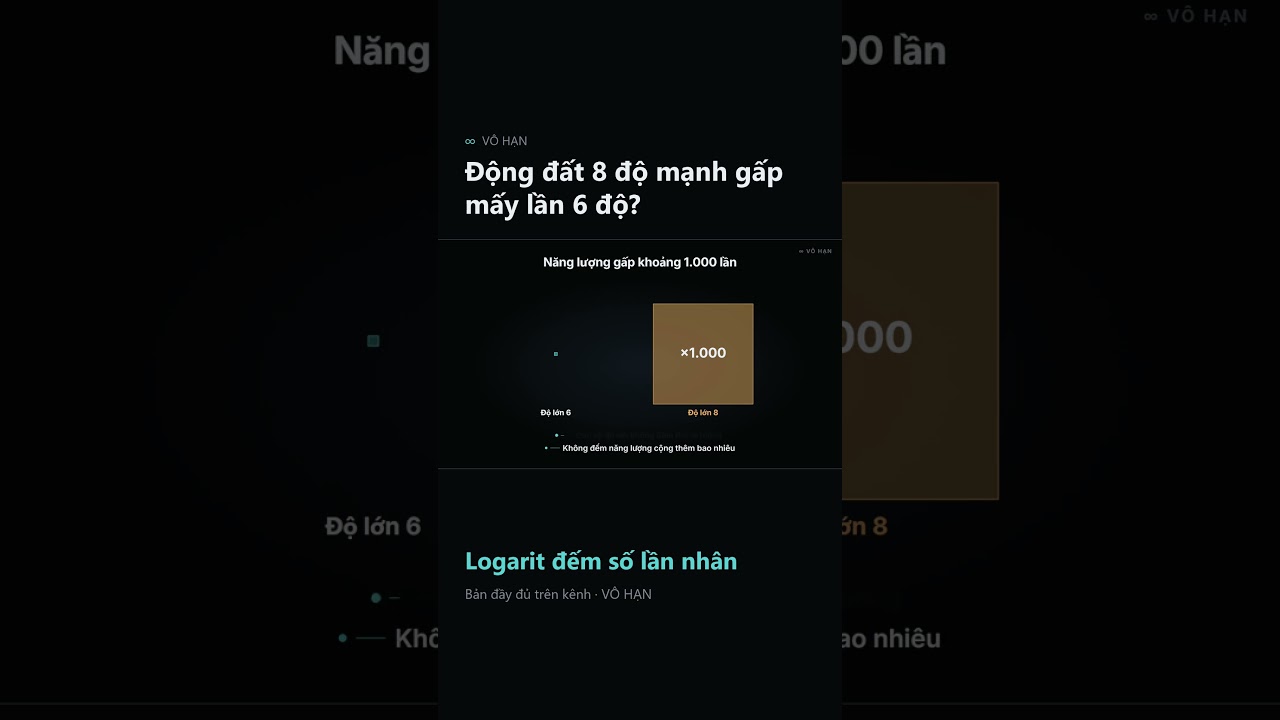 ∞ VÔ HẠN
Năng
00 lần
∞ VÔ HẠN
Động đất 8 độ mạnh gấp
mấy lần 6 độ?
∞ VÔ HẠN
Năng lượng gấp khoảng 1.000 lần
×1.000
000
Độ lớn 6
Độ lớn 8
Không đếm năng lượng cộng thêm bao nhiêu
Độ lớn 6
ớn 8
Logarit đếm số lần nhân
Bản đầy đủ trên kênh · VÔ HẠN
Khô
ao nhiêu